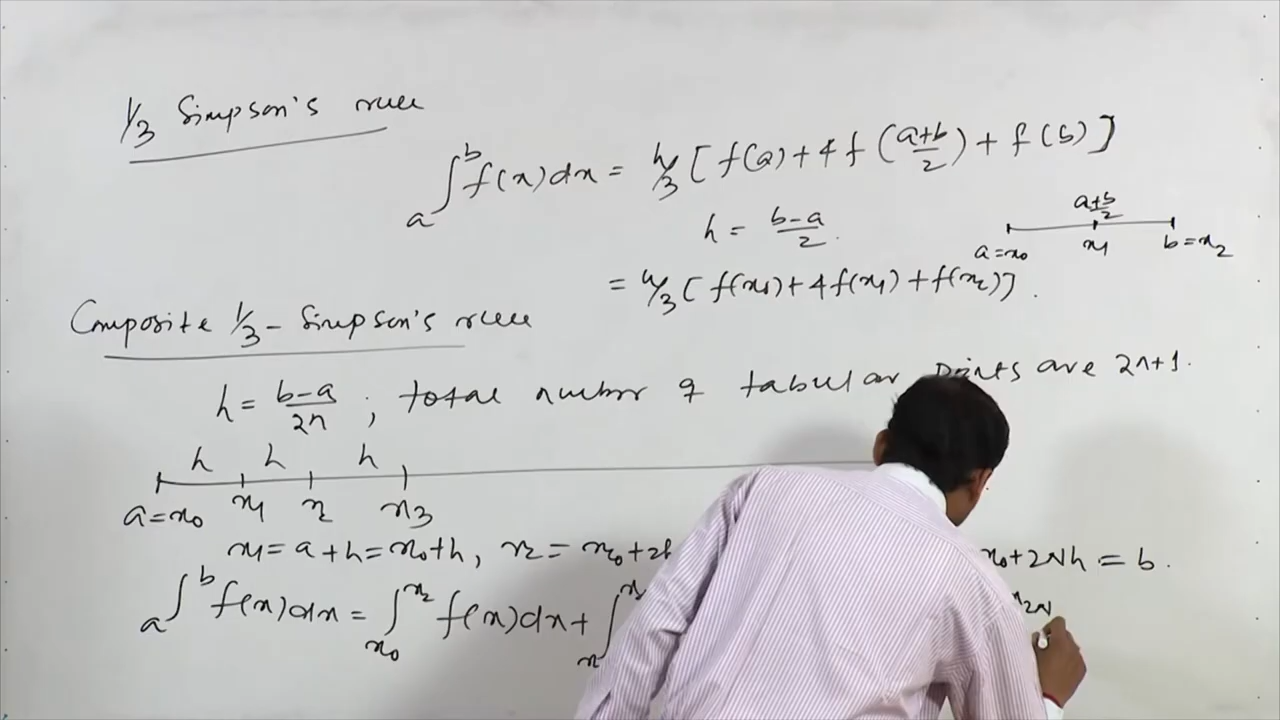 1/3 Simpson's rule
∫_a^b f(x)dx = h/3 [f(a) + 4f((a+b)/2) + f(b)]
h = (b-a)/2.
(a+b)/2
a=x0 x1 b=x2
= h/3 [f(x0) + 4f(x1) + f(x2)].
Composite 1/3 - Simpson's rule
h = (b-a)/2n ; total number of tabular points are 2n+1.
h h h
a=x0 x1 x2 x3
x1 = a+h = x0+h, x2 = x0+2h x0+2Nh = b.
∫_a^b f(x)dx = ∫_x0^x2 f(x)dx + ∫ x2N